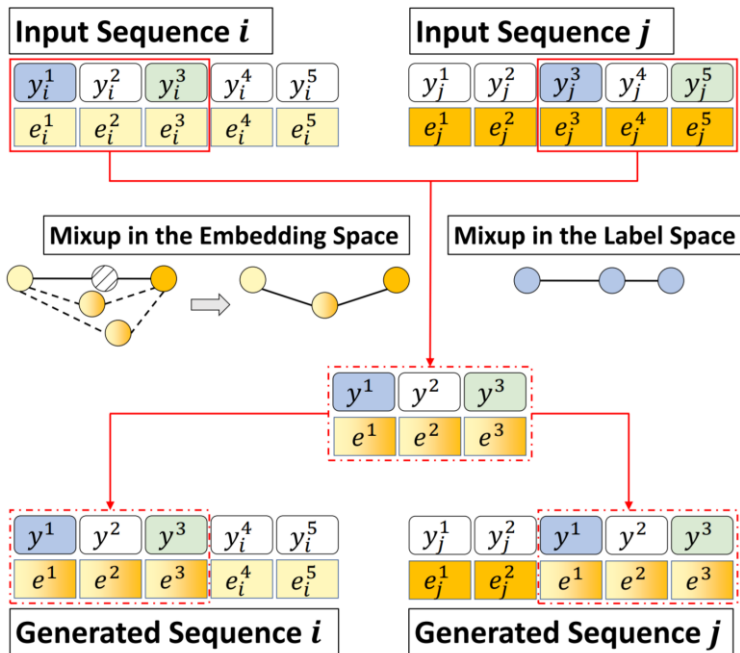 Input Sequence i Input Sequence j
y_i^1 y_i^2 y_i^3 y_i^4 y_i^5 y_j^1 y_j^2 y_j^3 y_j^4 y_j^5
e_i^1 e_i^2 e_i^3 e_i^4 e_i^5 e_j^1 e_j^2 e_j^3 e_j^4 e_j^5
Mixup in the Embedding Space Mixup in the Label Space
y^1 y^2 y^3
e^1 e^2 e^3
y^1 y^2 y^3 y_i^4 y_i^5 y_j^1 y_j^2 y^1 y^2 y^3
e^1 e^2 e^3 e_i^4 e_i^5 e_j^1 e_j^2 e^1 e^2 e^3
Generated Sequence i Generated Sequence j